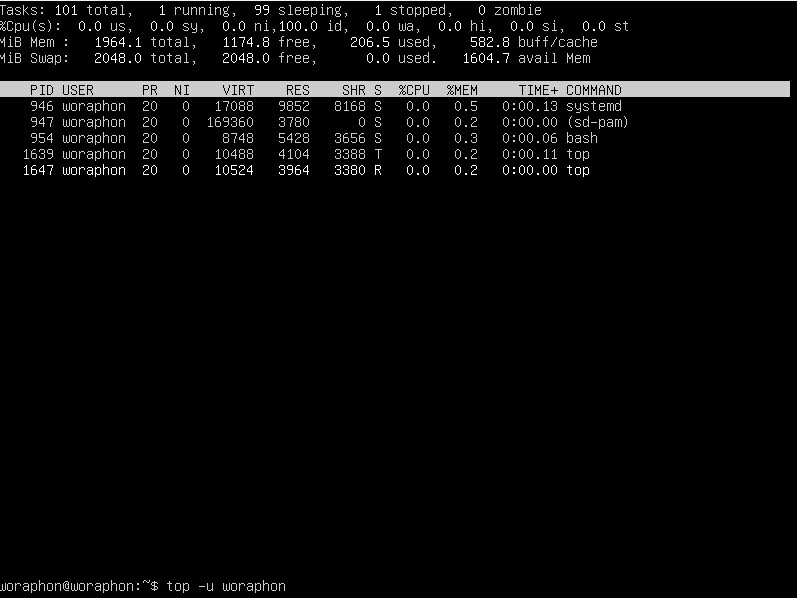 Tasks: 101 total,   1 running,  99 sleeping,   1 stopped,   0 zombie
%Cpu(s):  0.0 us,  0.0 sy,  0.0 ni,100.0 id,  0.0 wa,  0.0 hi,  0.0 si,  0.0 st
MiB Mem :   1964.1 total,   1174.8 free,    206.5 used,    582.8 buff/cache
MiB Swap:   2048.0 total,   2048.0 free,      0.0 used.   1604.7 avail Mem
    PID USER      PR  NI    VIRT    RES    SHR S  %CPU  %MEM     TIME+ COMMAND
    946 woraphon  20   0   17088   9852   8168 S   0.0   0.5   0:00.13 systemd
    947 woraphon  20   0  169360   3780      0 S   0.0   0.2   0:00.00 (sd-pam)
    954 woraphon  20   0    8748   5428   3656 S   0.0   0.3   0:00.06 bash
   1639 woraphon  20   0   10488   4104   3388 T   0.0   0.2   0:00.11 top
   1647 woraphon  20   0   10524   3964   3380 R   0.0   0.2   0:00.00 top
woraphon@woraphon:~$ top -u woraphon